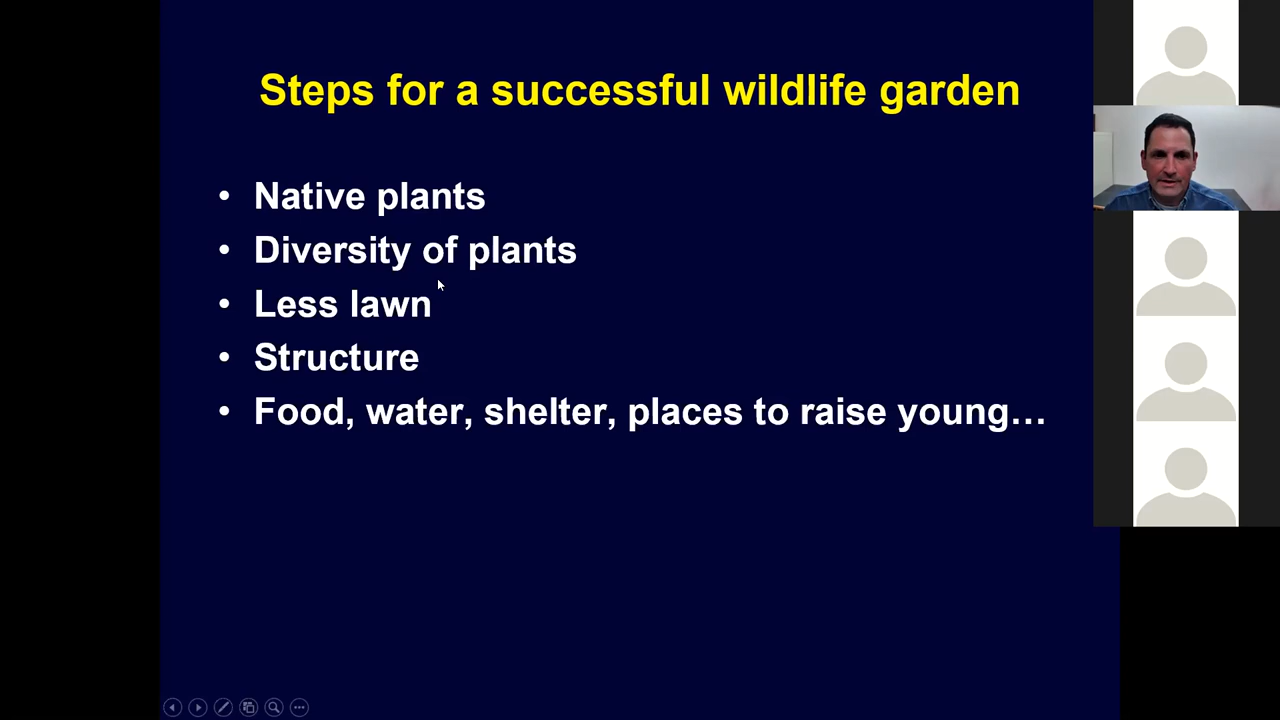 Steps for a successful wildlife garden
• Native plants
• Diversity of plants
• Less lawn
• Structure
• Food, water, shelter, places to raise young…